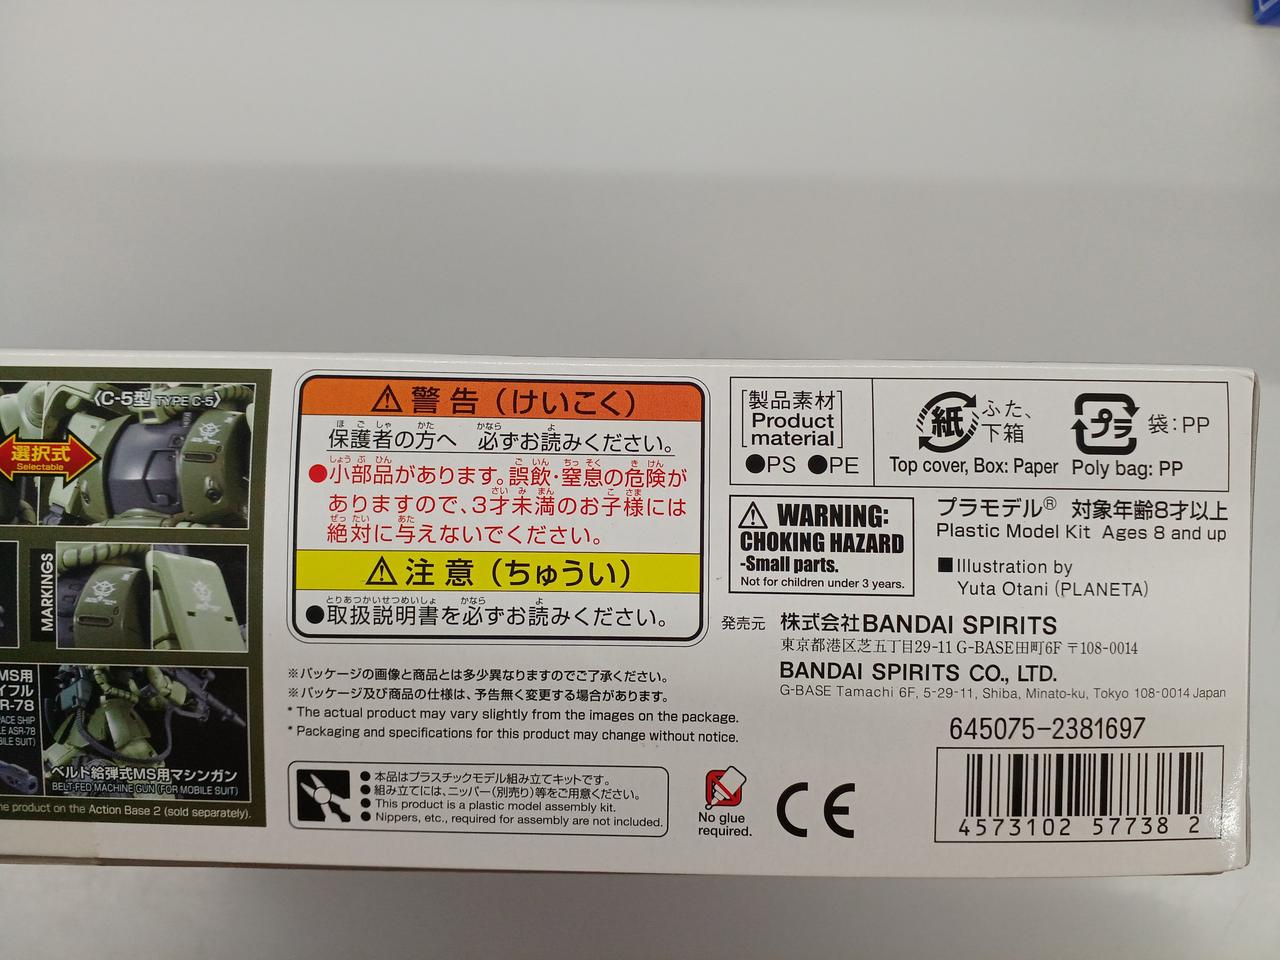 〈C-5型 TYPE C-5〉
選択式
Selectable
MARKINGS
MS用
イフル
R-78
ACE SHIP
LE ASR-78
BILE SUIT)
ベルト給弾式MS用マシンガン
BELT-FED MACHINE GUN (FOR MOBILE SUIT)
he product on the Action Base 2 (sold separately).
警告（けいこく）
保護者の方へ 必ずお読みください。
●小部品があります。誤飲・窒息の危険が
ありますので、3才未満のお子様には
絶対に与えないでください。
注意（ちゅうい）
●取扱説明書を必ずお読みください。
※パッケージの画像と商品とは多少異なりますのでご了承ください。
※パッケージ及び商品の仕様は、予告無く変更する場合があります。
* The actual product may vary slightly from the images on the package.
* Packaging and specifications for this product may change without notice.
● 本品はプラスチックモデル組み立てキットです。
● 組み立てには、ニッパー(別売り)等をご用意ください。
● This product is a plastic model assembly kit.
● Nippers, etc., required for assembly are not included.
No glue
required.
CE
[製品素材
Product
material]
●PS ●PE
紙
ふた、
下箱
Top cover, Box: Paper
プラ
袋:PP
Poly bag: PP
WARNING:
CHOKING HAZARD
-Small parts.
Not for children under 3 years.
プラモデル® 対象年齢8才以上
Plastic Model Kit Ages 8 and up
■Illustration by
Yuta Otani (PLANETA)
発売元 株式会社BANDAI SPIRITS
東京都港区芝五丁目29-11 G-BASE田町6F 〒108-0014
BANDAI SPIRITS CO., LTD.
G-BASE Tamachi 6F, 5-29-11, Shiba, Minato-ku, Tokyo 108-0014 Japan
645075-2381697
4573102 57738 2